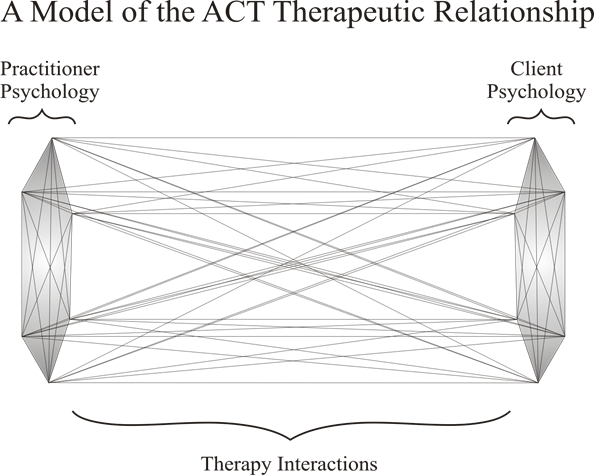 A Model of the ACT Therapeutic Relationship
Practitioner
Psychology
Client
Psychology
Therapy Interactions